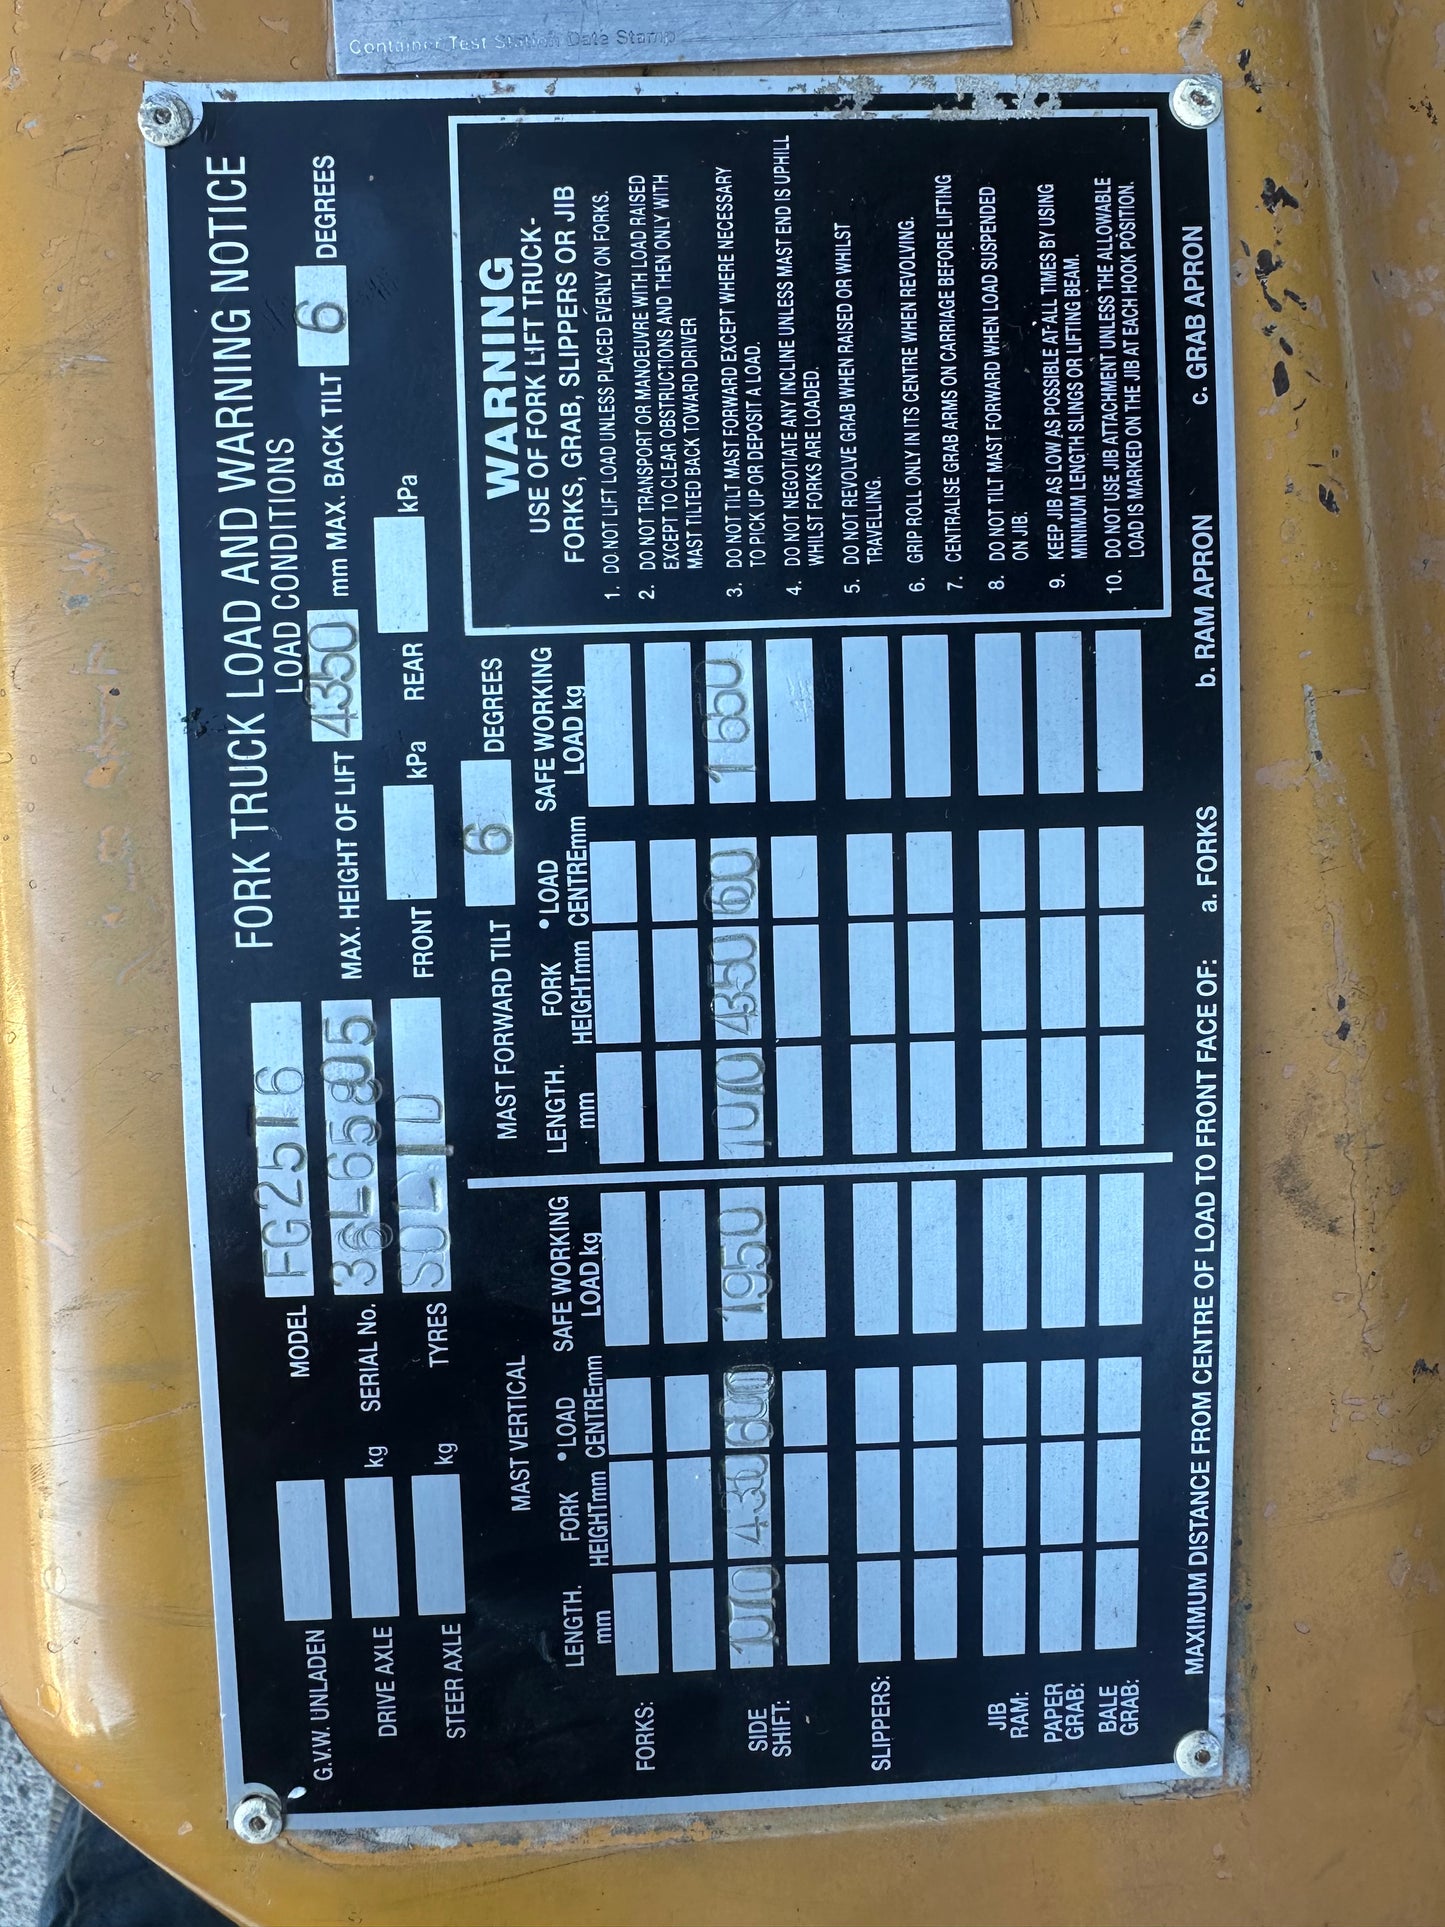 Container Test Station Date Stamp
FORK TRUCK LOAD AND WARNING NOTICE
LOAD CONDITIONS
G.V.W. UNLADEN
MODEL FG25T6
MAX. HEIGHT OF LIFT 4350 mm MAX. BACK TILT 6 DEGREES
DRIVE AXLE kg
SERIAL No. 36L65805
FRONT kPa REAR kPa
STEER AXLE kg
TYRES SOLID
MAST VERTICAL
MAST FORWARD TILT 6 DEGREES
LENGTH. mm FORK HEIGHTmm •LOAD CENTREmm SAFE WORKING LOAD kg
LENGTH. mm FORK HEIGHTmm •LOAD CENTREmm SAFE WORKING LOAD kg
FORKS:
SIDE SHIFT: 1070 4350 600 1950 1070 4350 600
SLIPPERS:
JIB RAM:
PAPER GRAB:
BALE GRAB:
WARNING
USE OF FORK LIFT TRUCK-
FORKS, GRAB, SLIPPERS OR JIB
1. DO NOT LIFT LOAD UNLESS PLACED EVENLY ON FORKS.
2. DO NOT TRANSPORT OR MANOEUVRE WITH LOAD RAISED
EXCEPT TO CLEAR OBSTRUCTIONS AND THEN ONLY WITH
MAST TILTED BACK TOWARD DRIVER
3. DO NOT TILT MAST FORWARD EXCEPT WHERE NECESSARY
TO PICK UP OR DEPOSIT A LOAD.
4. DO NOT NEGOTIATE ANY INCLINE UNLESS MAST END IS UPHILL
WHILST FORKS ARE LOADED.
5. DO NOT REVOLVE GRAB WHEN RAISED OR WHILST
TRAVELLING.
6. GRIP ROLL ONLY IN ITS CENTRE WHEN REVOLVING.
7. CENTRALISE GRAB ARMS ON CARRIAGE BEFORE LIFTING
8. DO NOT TILT MAST FORWARD WHEN LOAD SUSPENDED
ON JIB.
9. KEEP JIB AS LOW AS POSSIBLE AT ALL TIMES BY USING
MINIMUM LENGTH SLINGS OR LIFTING BEAM.
10. DO NOT USE JIB ATTACHMENT UNLESS THE ALLOWABLE
LOAD IS MARKED ON THE JIB AT EACH HOOK POSITION.
MAXIMUM DISTANCE FROM CENTRE OF LOAD TO FRONT FACE OF: a. FORKS b. RAM APRON c. GRAB APRON